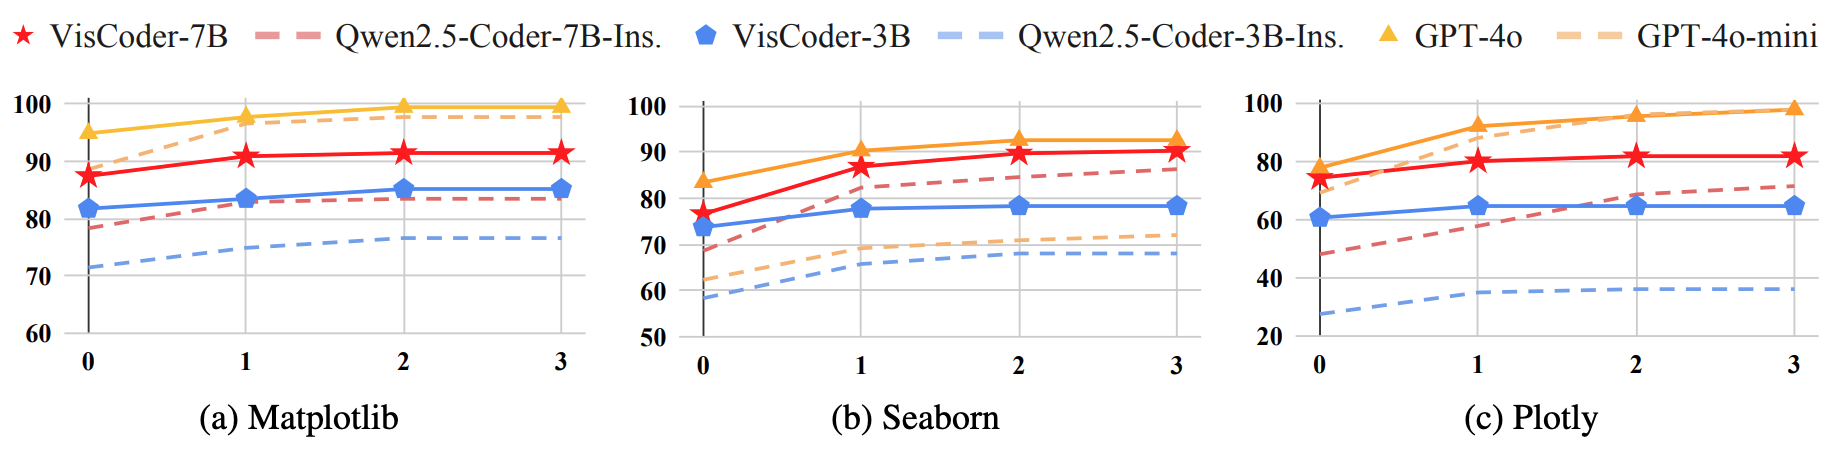 VisCoder-7B Qwen2.5-Coder-7B-Ins. VisCoder-3B Qwen2.5-Coder-3B-Ins. GPT-4o GPT-4o-mini
100
90
80
70
60
0 1 2 3
(a) Matplotlib
100
90
80
70
60
50
0 1 2 3
(b) Seaborn
100
80
60
40
20
0 1 2 3
(c) Plotly